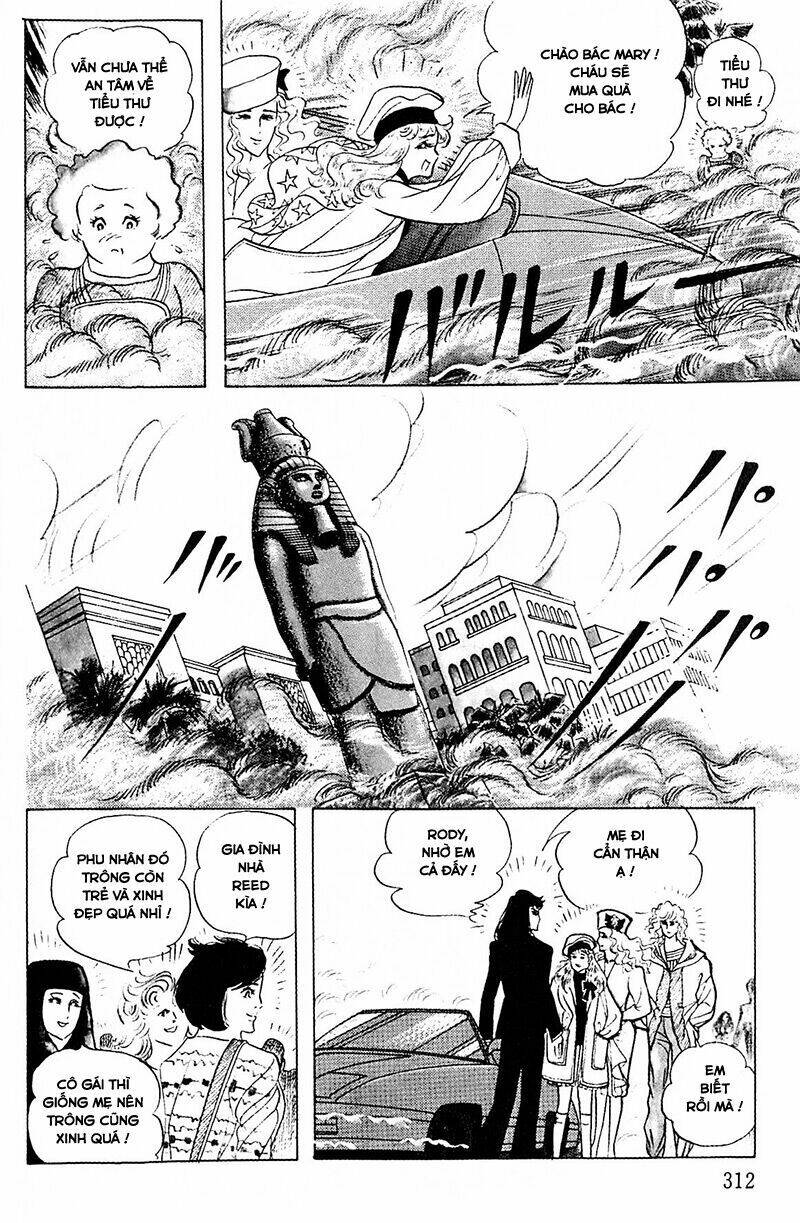 VẪN CHƯA THỂ
AN TÂM VỀ
TIỂU THƯ
ĐƯỢC !
CHÀO BÁC MARY !
CHÁU SẼ
MUA QUÀ
CHO BÁC !
TIỂU
THƯ
ĐI NHÉ !
バルルー
ズズ
パパパ
PHU NHÂN ĐÓ
TRÔNG CÒN
TRẺ VÀ XINH
ĐẸP QUÁ NHỈ !
GIA ĐÌNH
NHÀ
REED
KÌA !
CÔ GÁI THÌ
GIỐNG MẸ NÊN
TRÔNG CŨNG
XINH QUÁ !
RODY,
NHỜ EM
CẢ ĐẤY !
MẸ ĐI
CẨN THẬN
Ạ !
EM
BIẾT
RỒI MÀ !
312